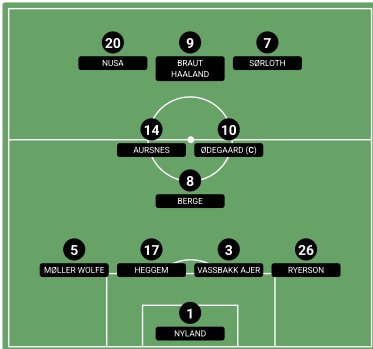 20 9 7
NUSA BRAUT HAALAND SØRLOTH
14 10
AURSNES ØDEGAARD (C)
8
BERGE
5 17 3 26
MØLLER WOLFE HEGGEM VASSBAKK AJER RYERSON
1
NYLAND